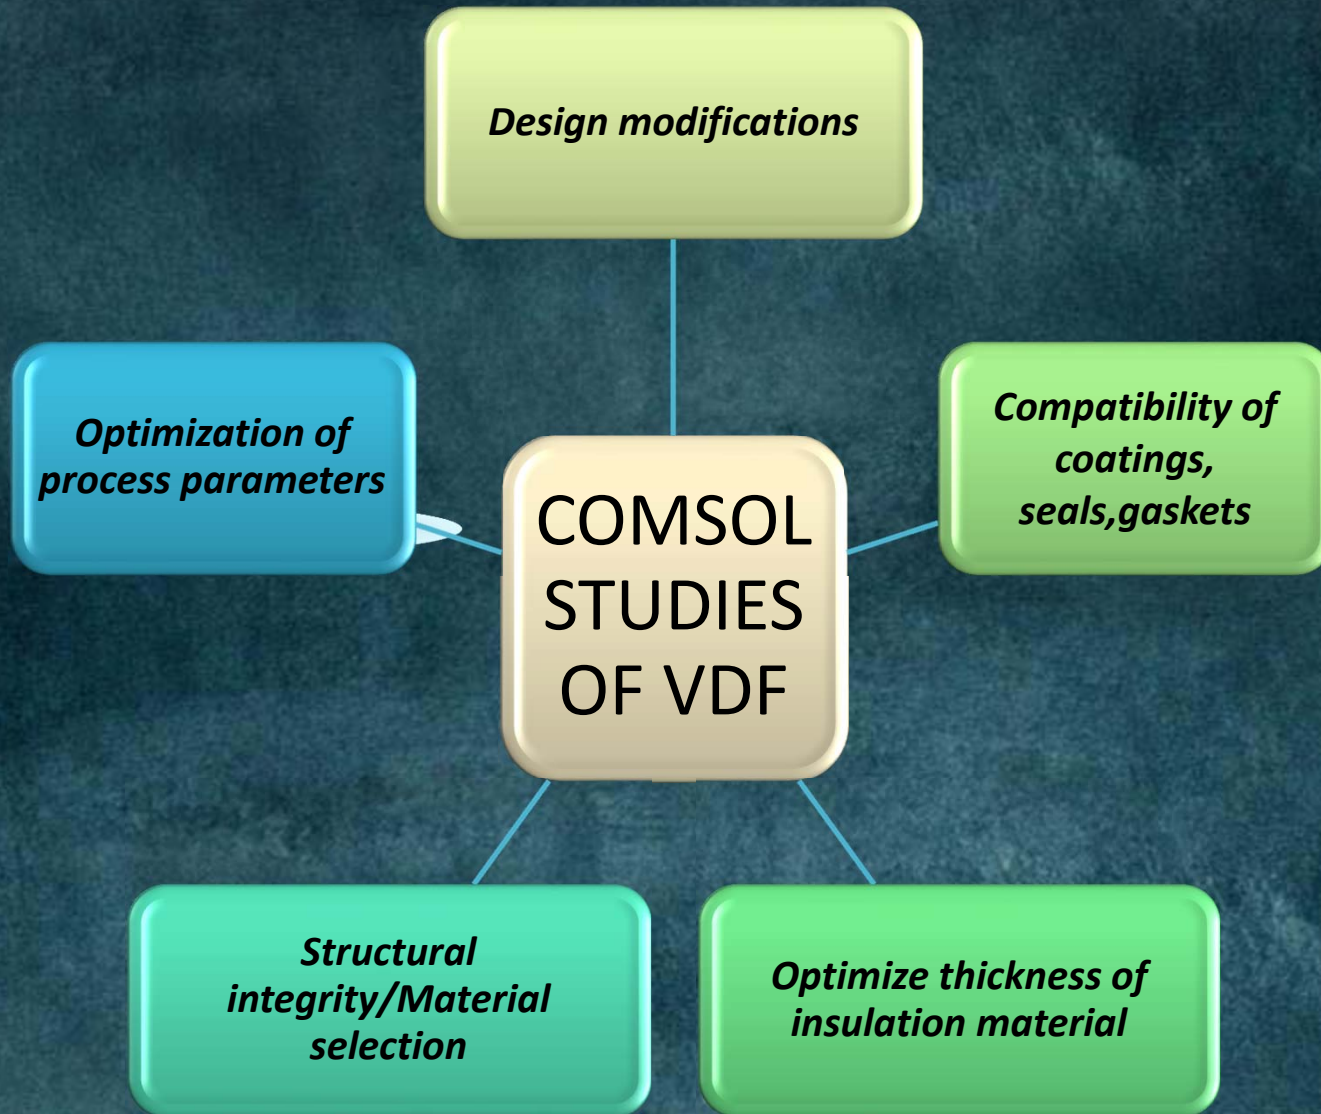 Design modifications
Optimization of
process parameters
Compatibility of
coatings,
seals,gaskets
COMSOL
STUDIES
OF VDF
Structural
integrity/Material
selection
Optimize thickness of
insulation material